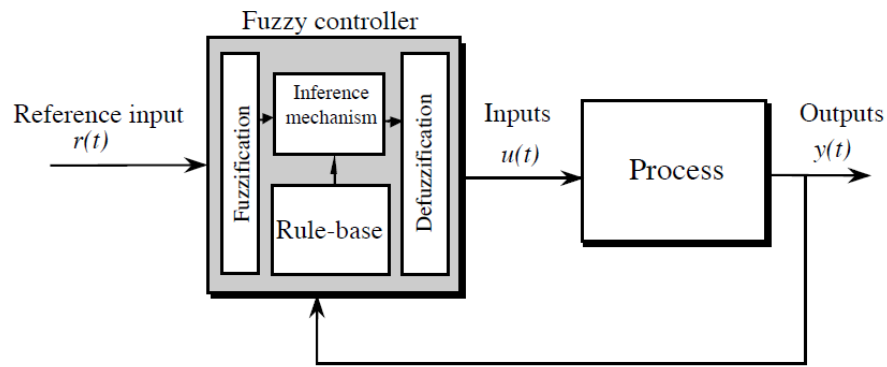 Fuzzy controller
Reference input
r(t)
Fuzzification
Inference
mechanism
Rule-base
Defuzzification
Inputs
u(t)
Process
Outputs
y(t)